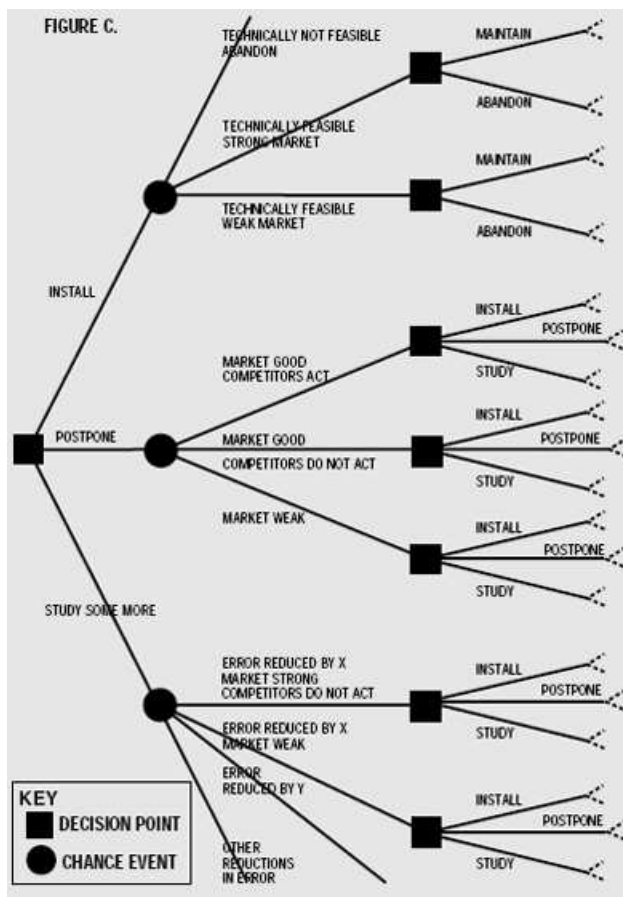 FIGURE C.
TECHNICALLY NOT FEASIBLE
ABANDON
MAINTAIN
ABANDON
TECHNICALLY FEASIBLE
STRONG MARKET
MAINTAIN
TECHNICALLY FEASIBLE
WEAK MARKET
ABANDON
INSTALL
INSTALL
POSTPONE
MARKET GOOD
COMPETITORS ACT
STUDY
INSTALL
POSTPONE
MARKET GOOD
POSTPONE
COMPETITORS DO NOT ACT
STUDY
MARKET WEAK
INSTALL
POSTPONE
STUDY
STUDY SOME MORE
ERROR REDUCED BY X
MARKET STRONG
COMPETITORS DO NOT ACT
INSTALL
POSTPONE
STUDY
ERROR REDUCED BY X
MARKET WEAK
ERROR
REDUCED BY Y
INSTALL
POSTPONE
STUDY
OTHER
REDUCTIONS
IN ERROR
KEY
DECISION POINT
CHANCE EVENT